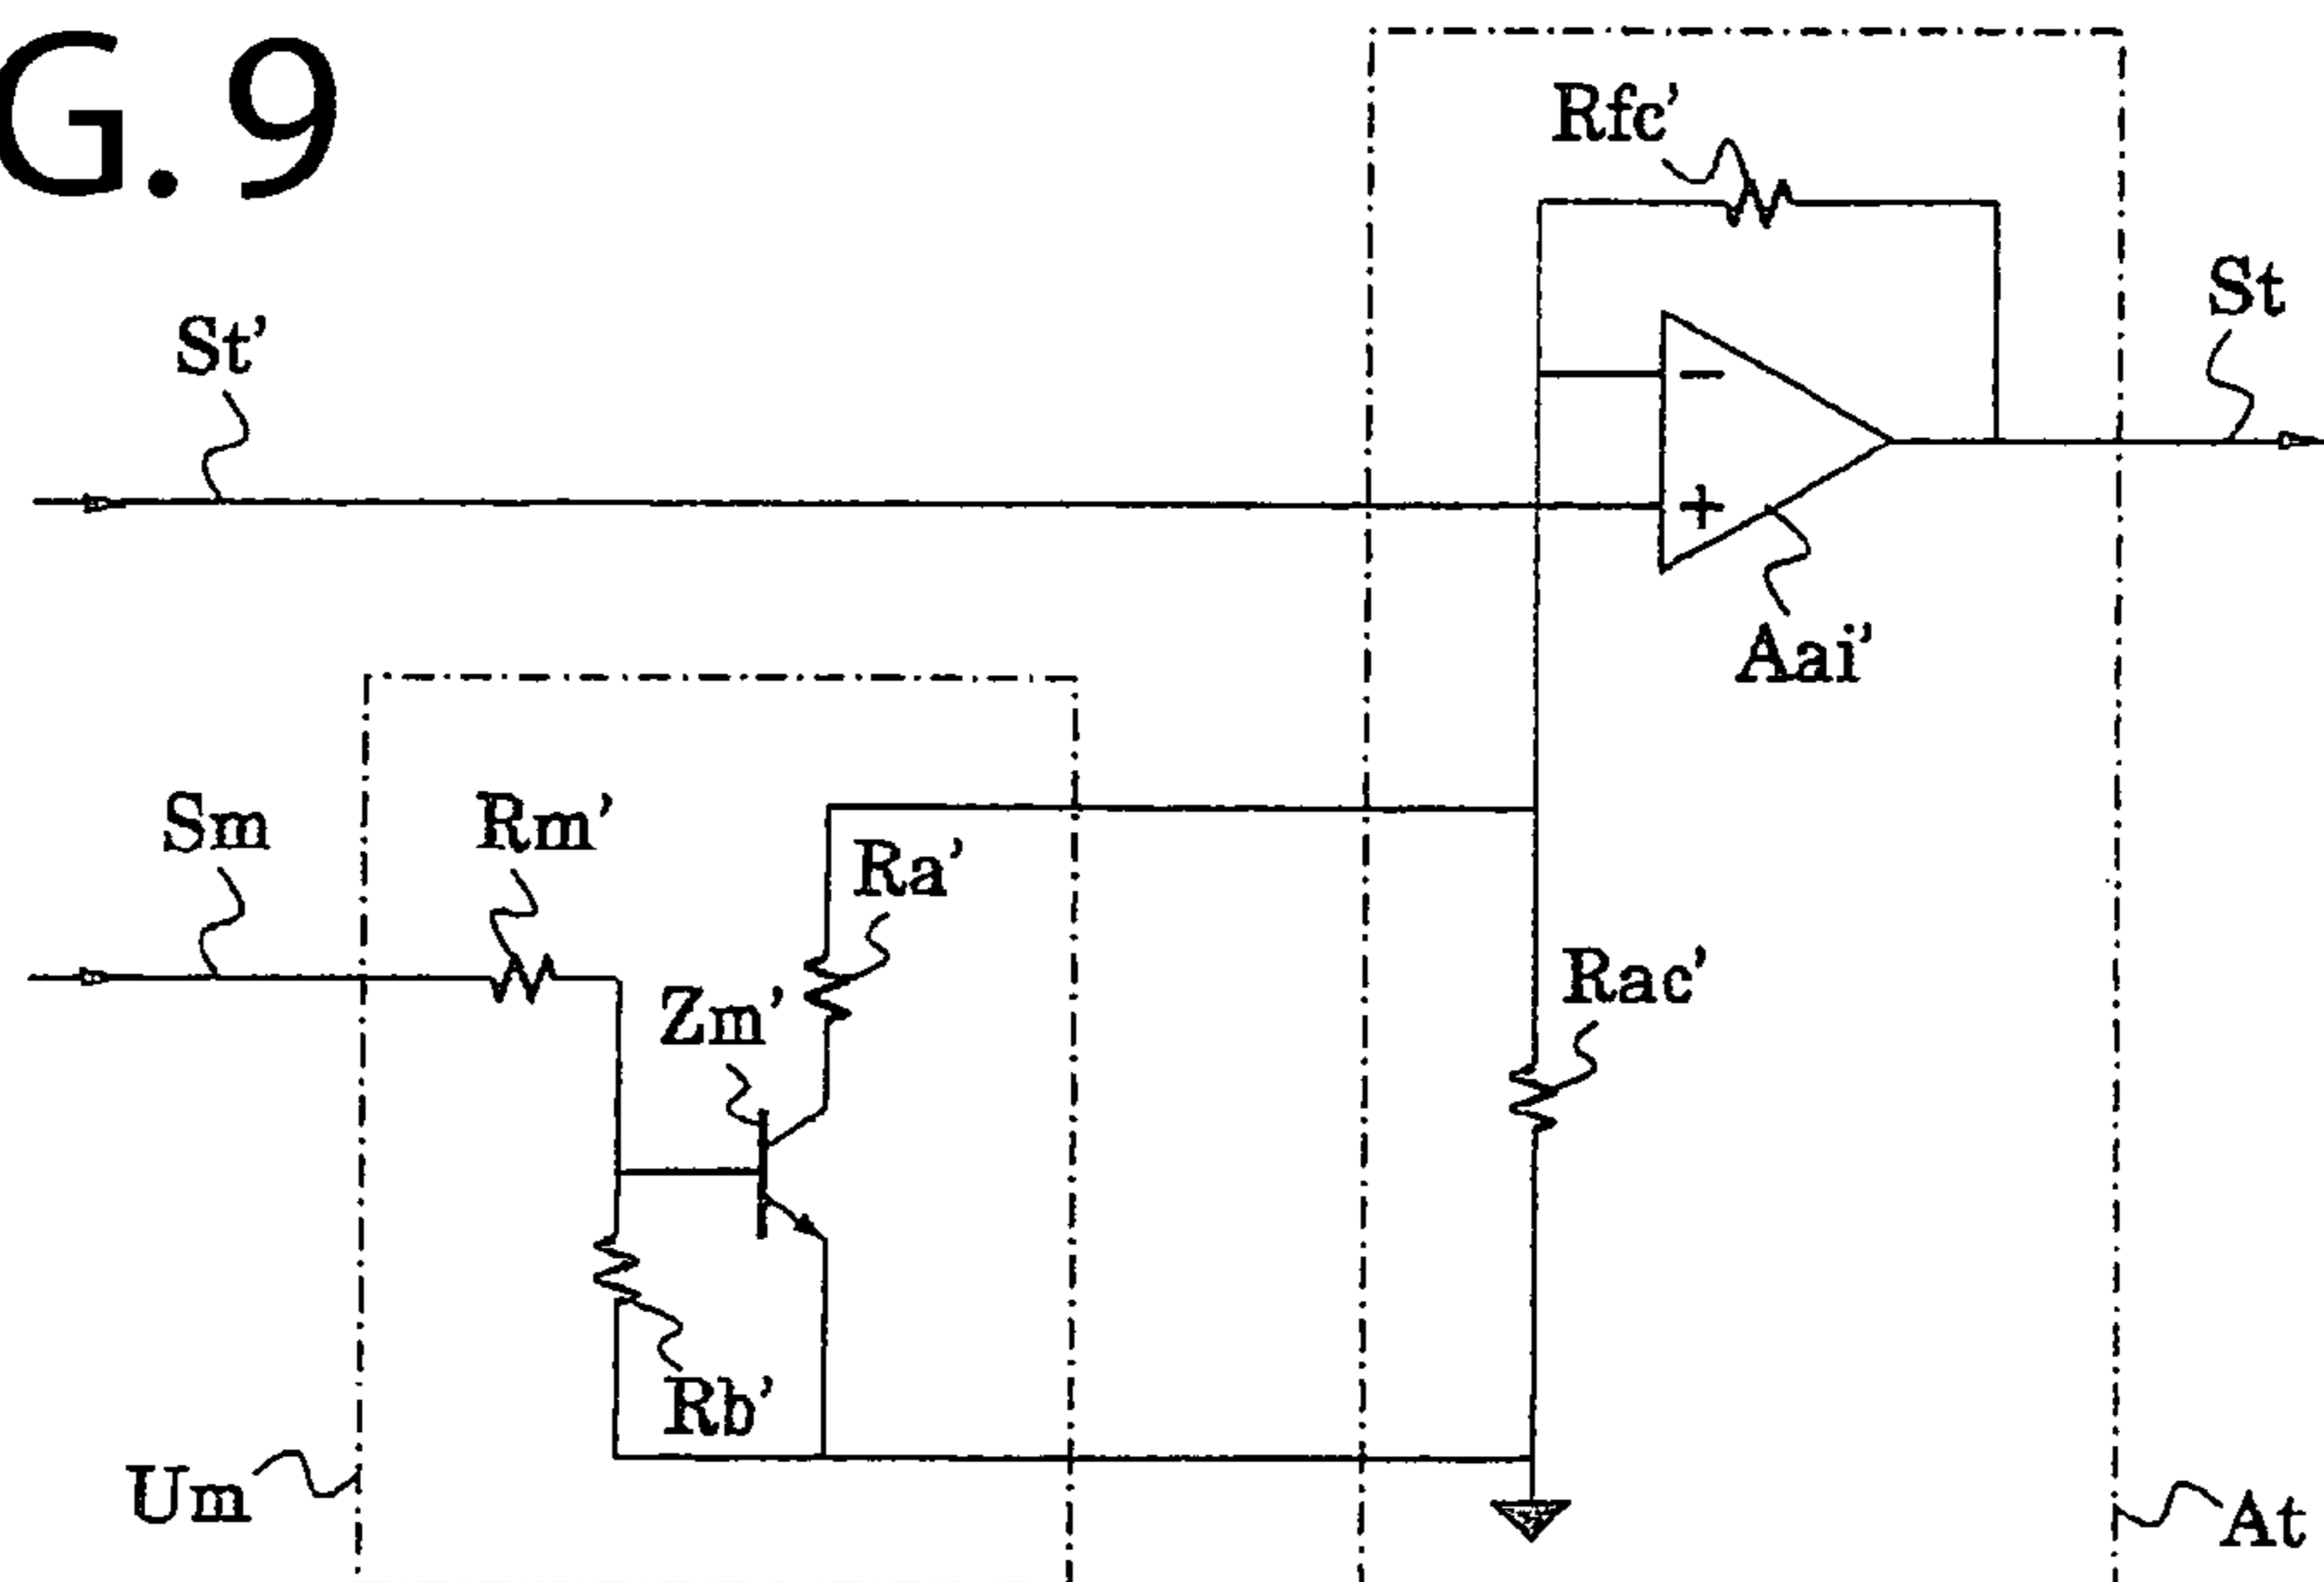 G. 9
Rfc'
St
St'
−
+
Aai'
Sm
Rm'
Ra'
Zm'
Rac'
Rb'
Um
At